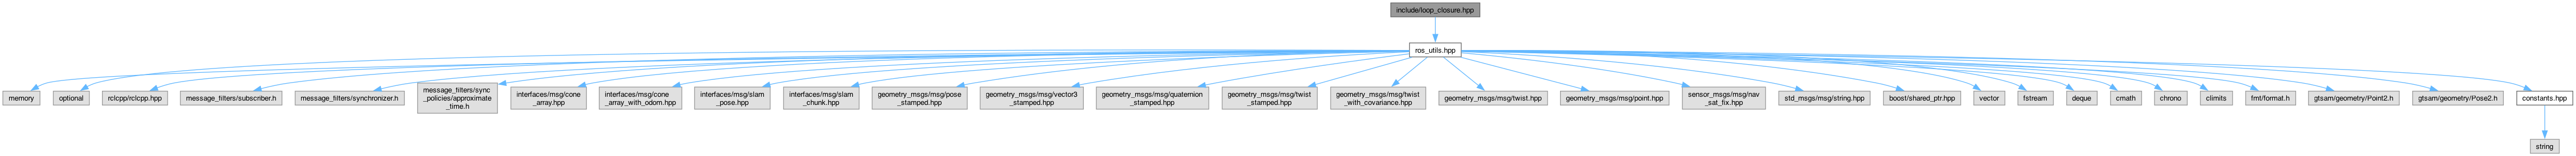 include/loop_closure.hpp
ros_utils.hpp
memory
optional
rclcpp/rclcpp.hpp
message_filters/subscriber.h
message_filters/synchronizer.h
message_filters/sync
_policies/approximate
_time.h
interfaces/msg/cone
_array.hpp
interfaces/msg/cone
_array_with_odom.hpp
interfaces/msg/slam
_pose.hpp
interfaces/msg/slam
_chunk.hpp
geometry_msgs/msg/pose
_stamped.hpp
geometry_msgs/msg/vector3
_stamped.hpp
geometry_msgs/msg/quaternion
_stamped.hpp
geometry_msgs/msg/twist
_stamped.hpp
geometry_msgs/msg/twist
_with_covariance.hpp
geometry_msgs/msg/twist.hpp
geometry_msgs/msg/point.hpp
sensor_msgs/msg/nav
_sat_fix.hpp
std_msgs/msg/string.hpp
boost/shared_ptr.hpp
vector
fstream
deque
cmath
chrono
climits
fmt/format.h
gtsam/geometry/Point2.h
gtsam/geometry/Pose2.h
constants.hpp
string